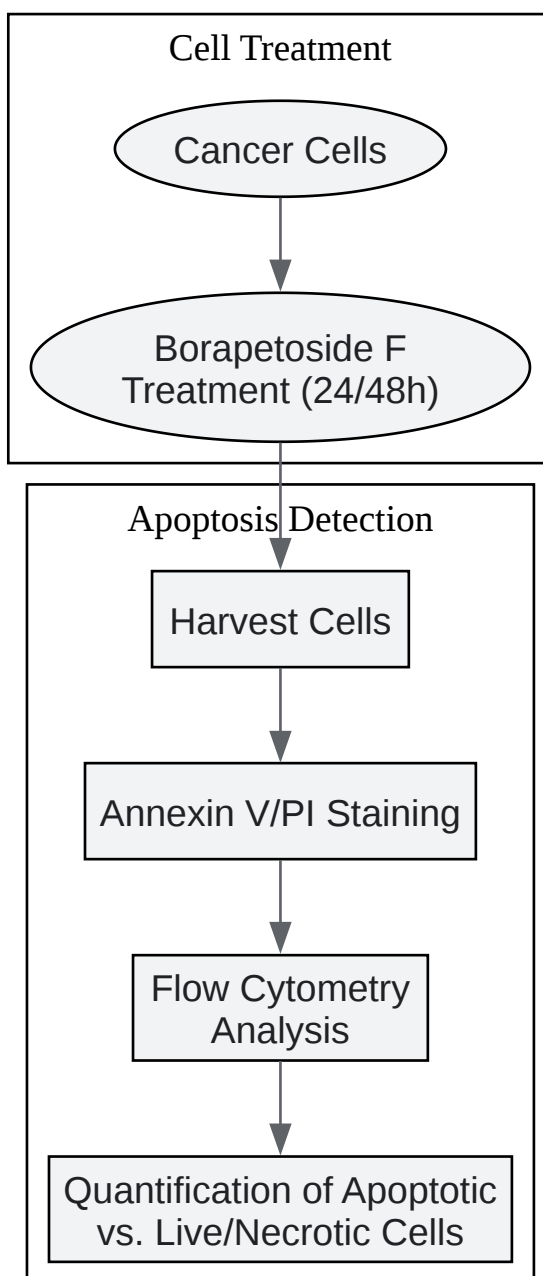 Cell Treatment
Cancer Cells
Borapetoside F
Treatment (24/48h)
Apoptosis Detection
Harvest Cells
Annexin V/PI Staining
Flow Cytometry
Analysis
Quantification of Apoptotic
vs. Live/Necrotic Cells